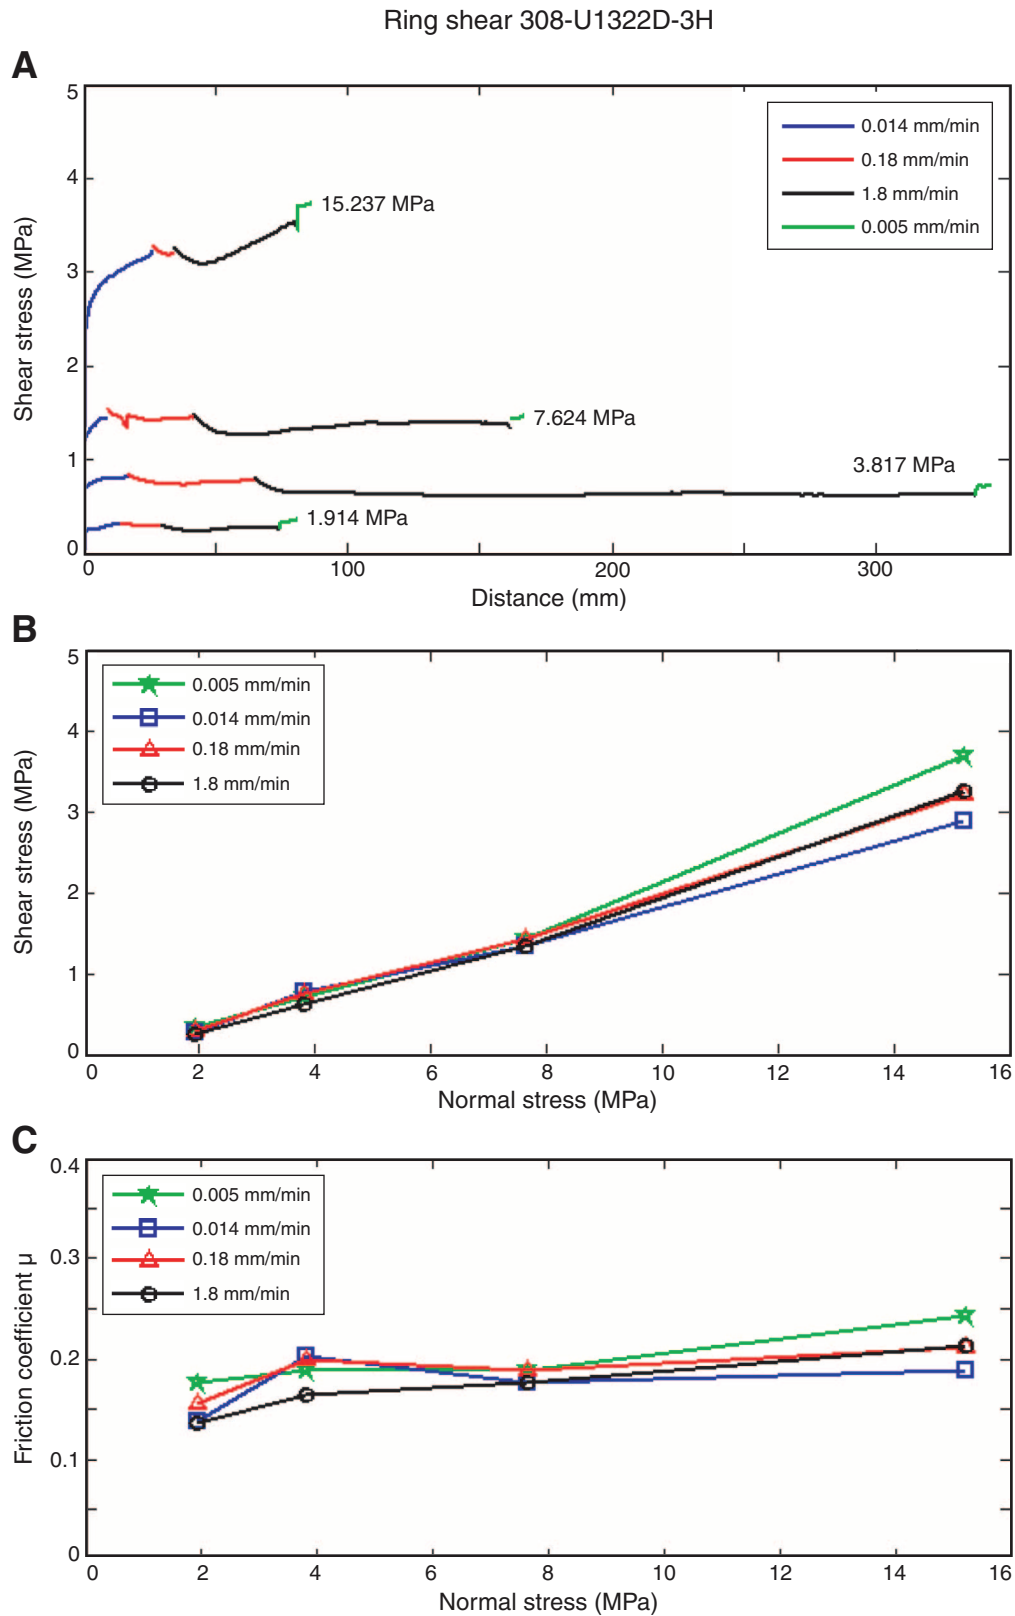 Ring shear 308-U1322D-3H
A
5
4
3
2
1
0
Shear stress (MPa)
0.014 mm/min
0.18 mm/min
1.8 mm/min
0.005 mm/min
15.237 MPa
7.624 MPa
3.817 MPa
1.914 MPa
0 100 200 300
Distance (mm)
B
5
4
3
2
1
0
Shear stress (MPa)
0.005 mm/min
0.014 mm/min
0.18 mm/min
1.8 mm/min
0 2 4 6 8 10 12 14 16
Normal stress (MPa)
C
0.4
0.3
0.2
0.1
0
Friction coefficient µ
0.005 mm/min
0.014 mm/min
0.18 mm/min
1.8 mm/min
0 2 4 6 8 10 12 14 16
Normal stress (MPa)